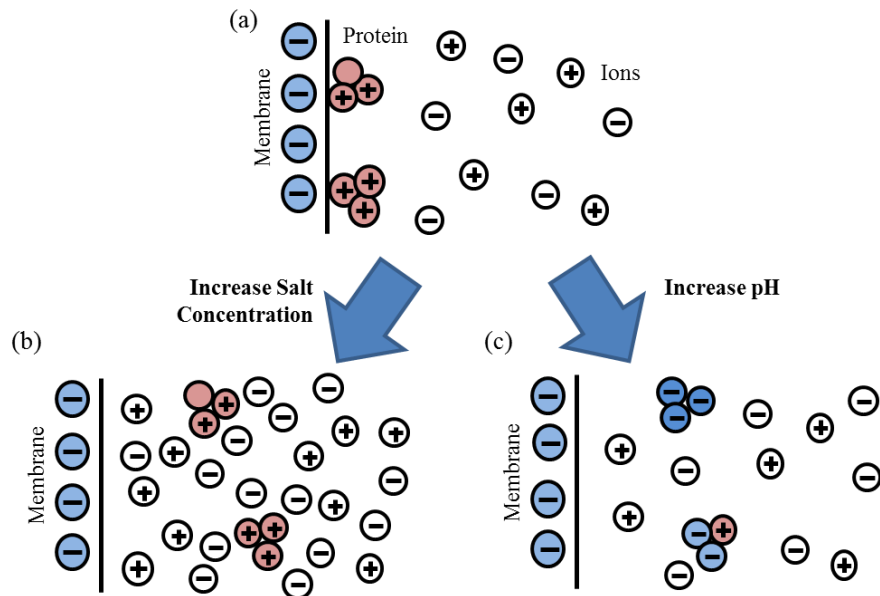 (a)
Protein
Ions
Membrane
Increase Salt
Concentration
Increase pH
(b)
(c)
Membrane
Membrane